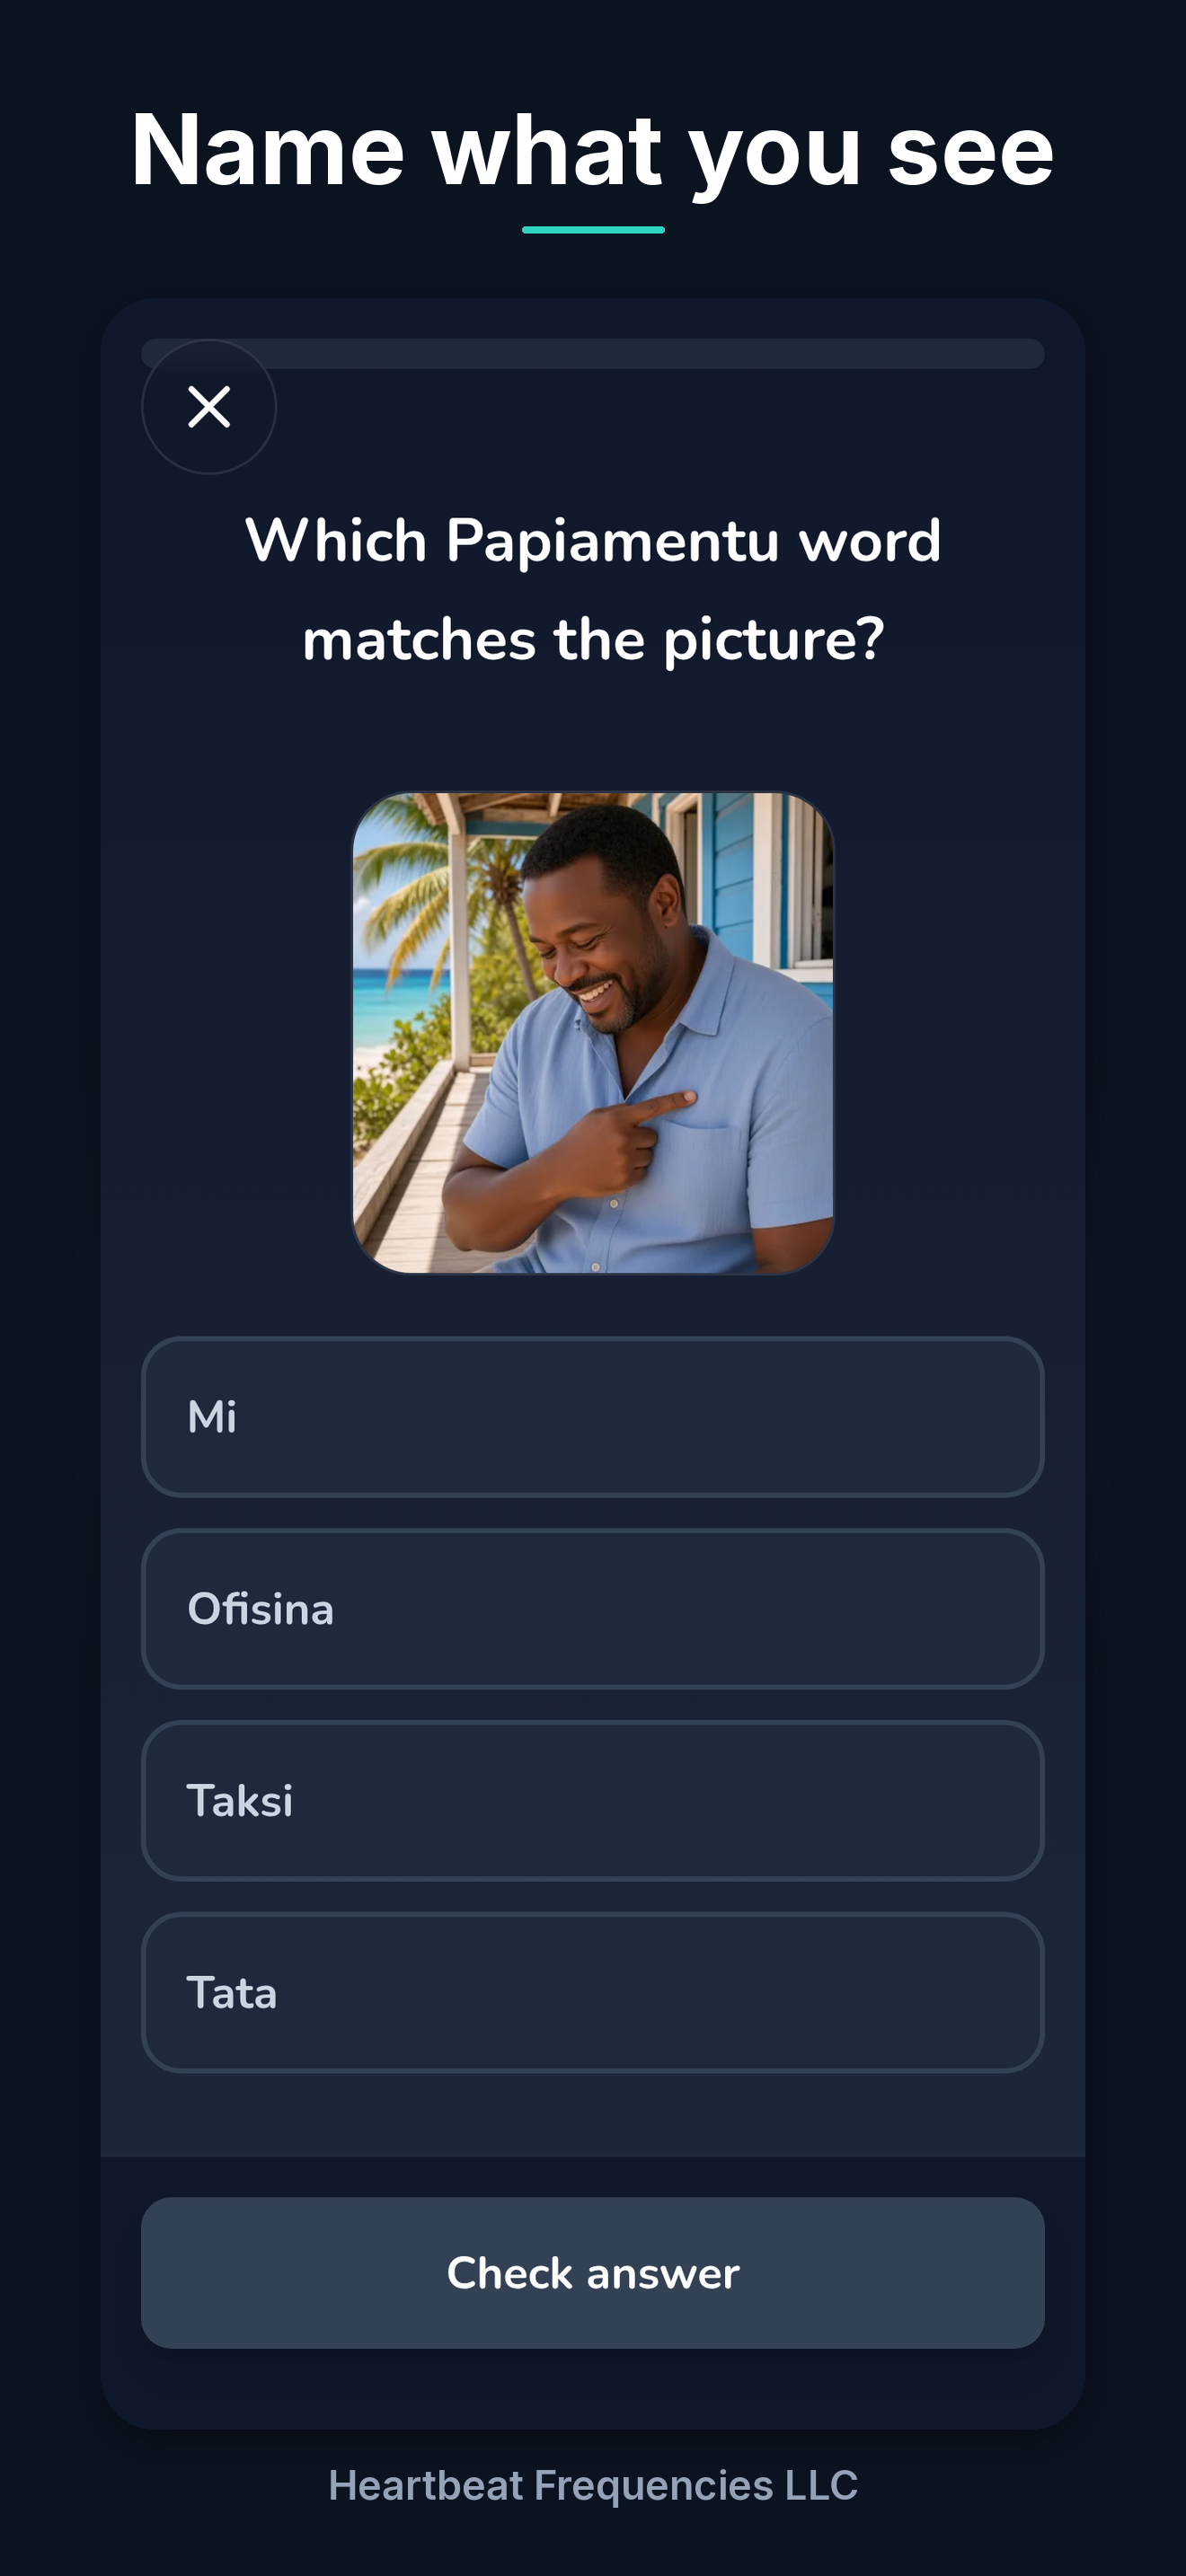 Name what you see
Which Papiamentu word
matches the picture?
Mi
Ofisina
Taksi
Tata
Check answer
Heartbeat Frequencies LLC